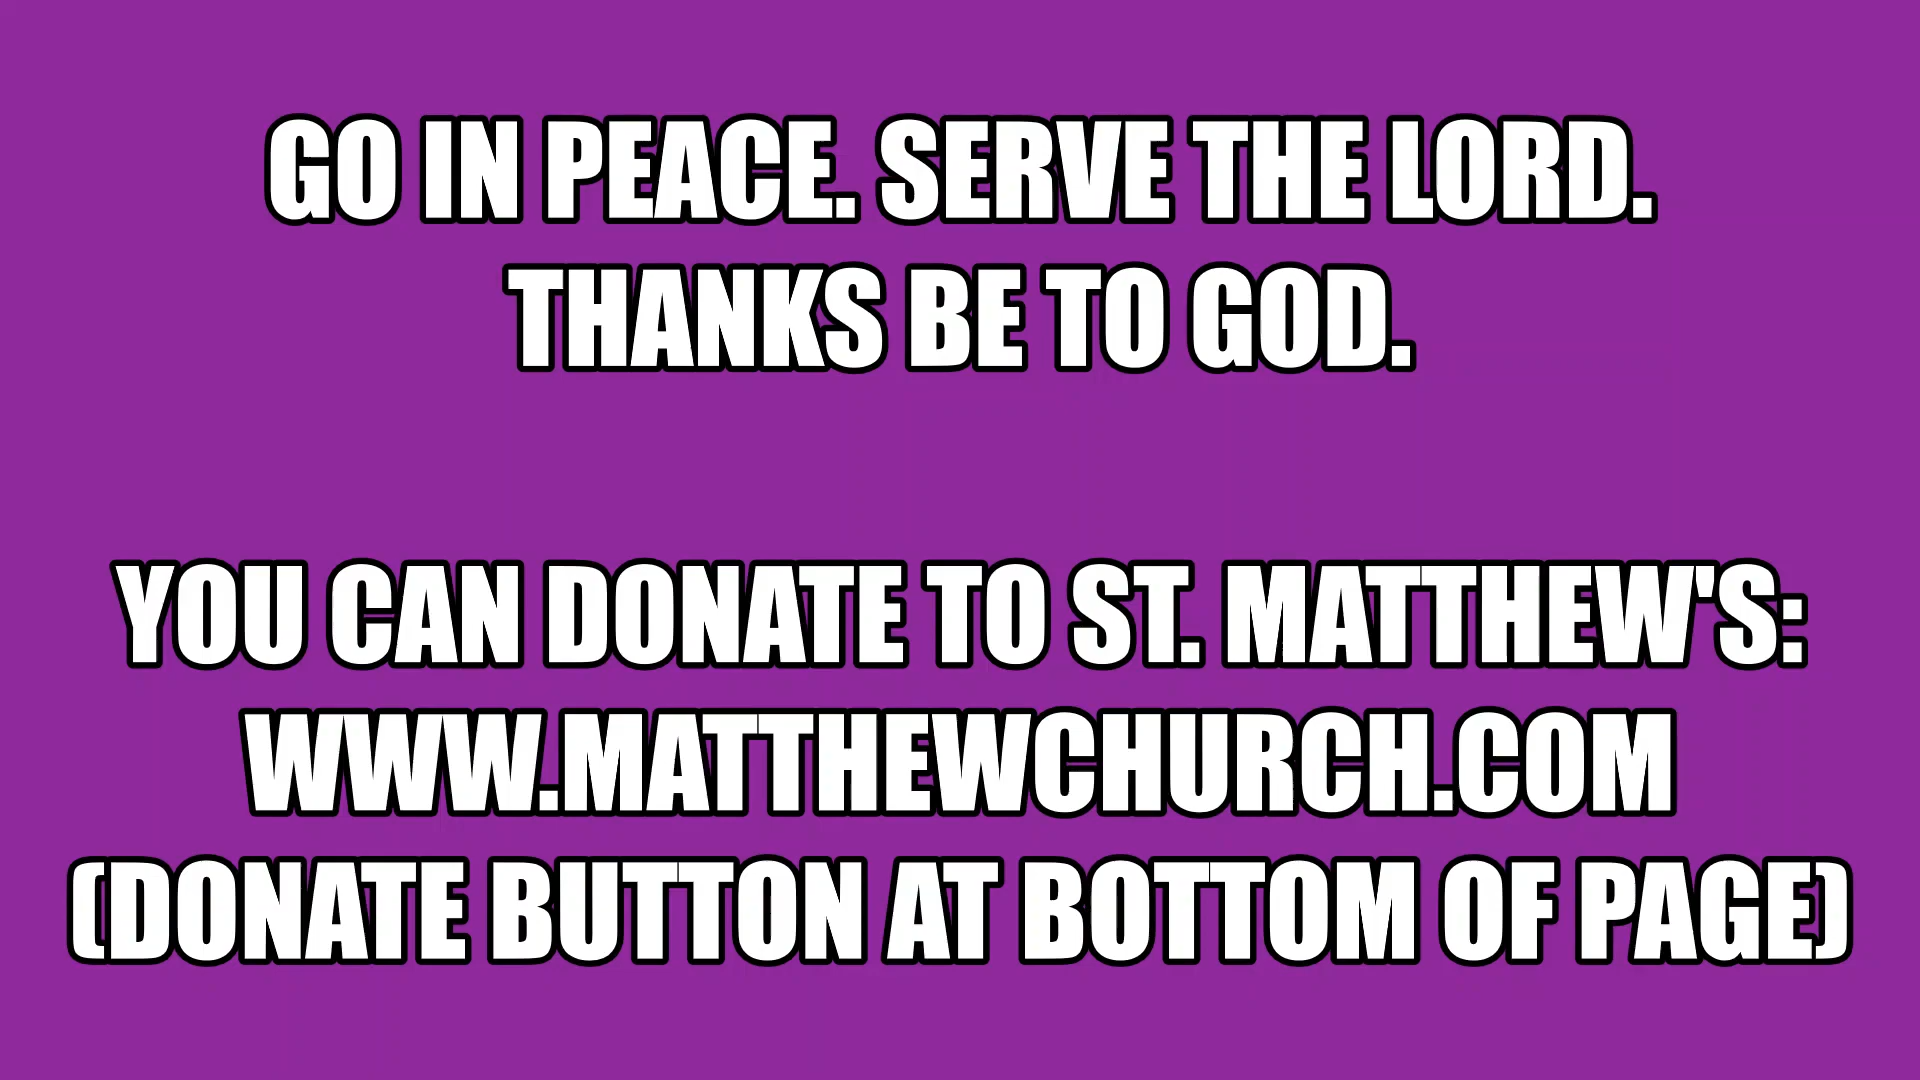 GO IN PEACE. SERVE THE LORD.
THANKS BE TO GOD.
YOU CAN DONATE TO ST. MATTHEW'S:
WWW.MATTHEWCHURCH.COM
(DONATE BUTTON AT BOTTOM OF PAGE)